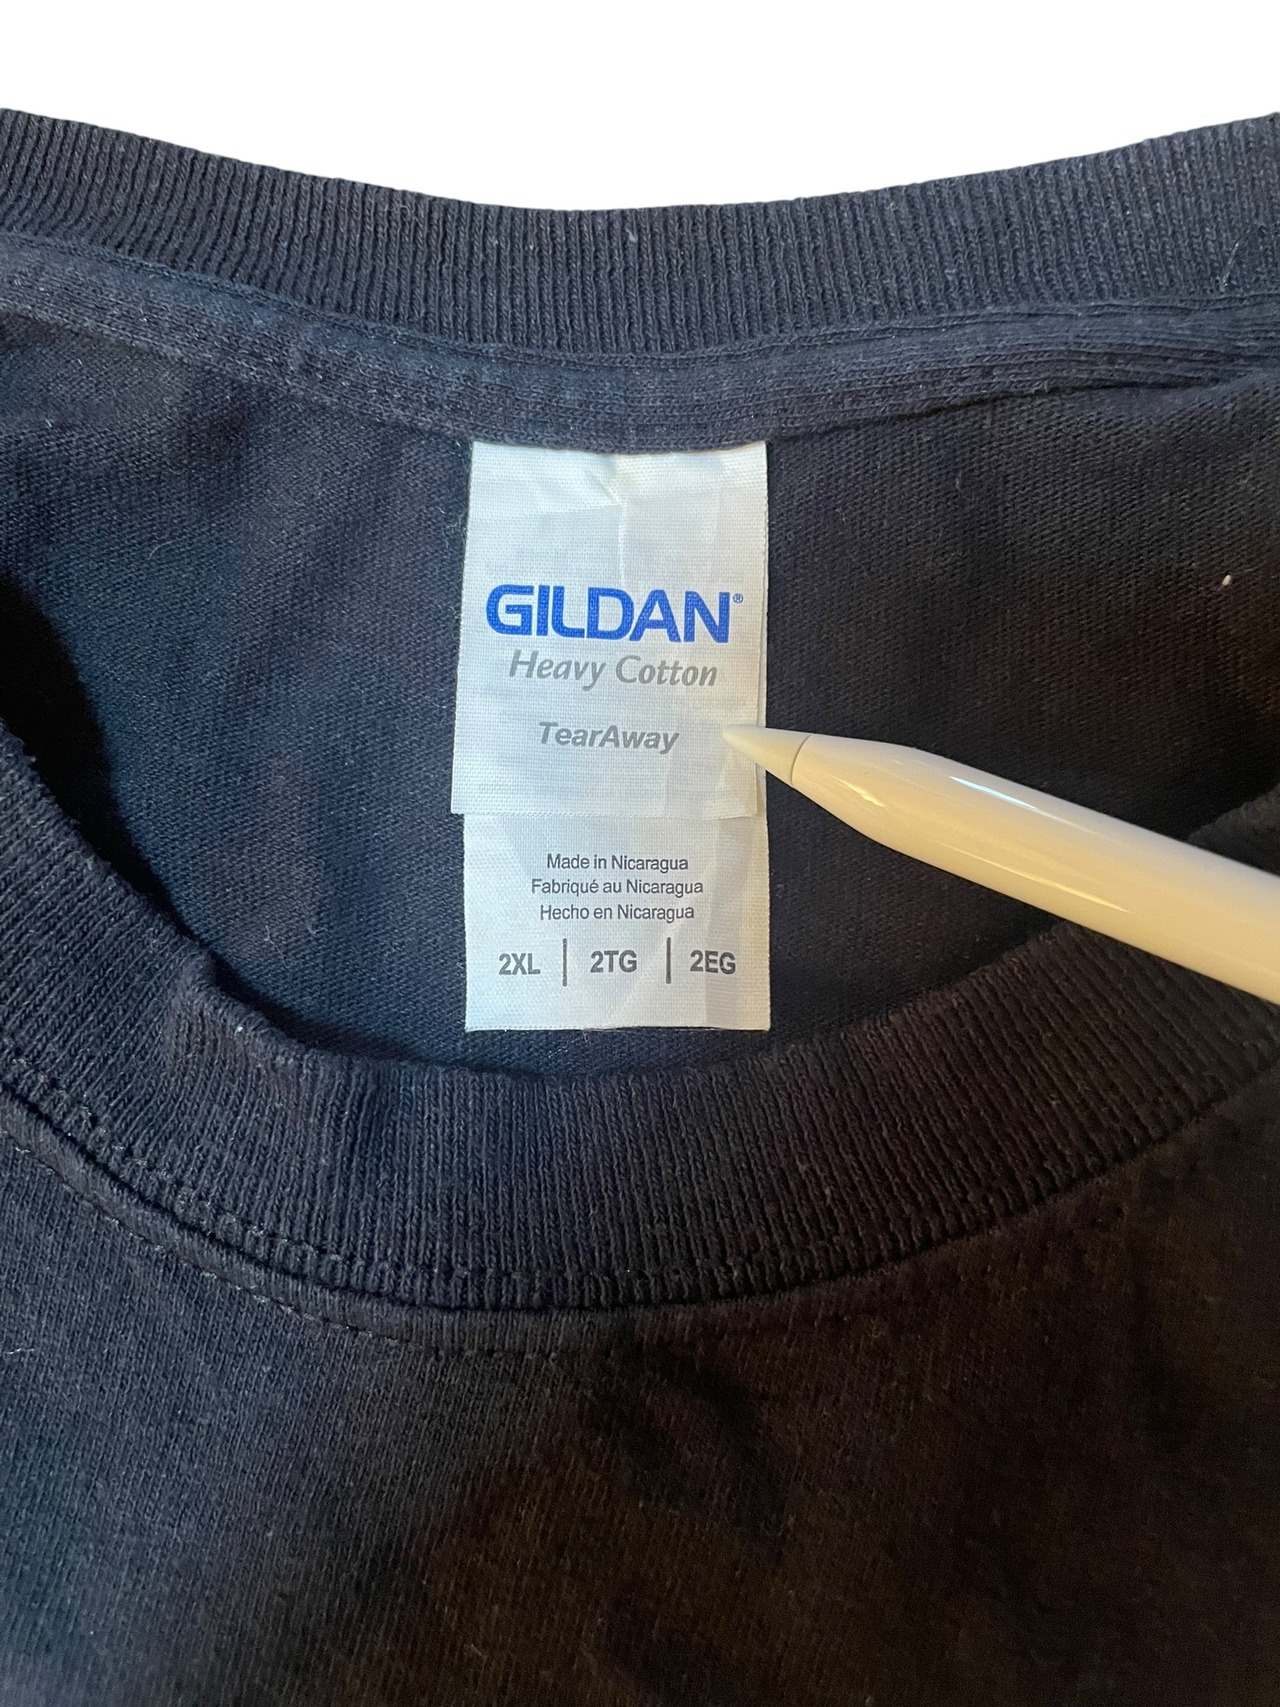 GILDAN®
Heavy Cotton
TearAway
Made in Nicaragua
Fabriqué au Nicaragua
Hecho en Nicaragua
2XL | 2TG | 2EG